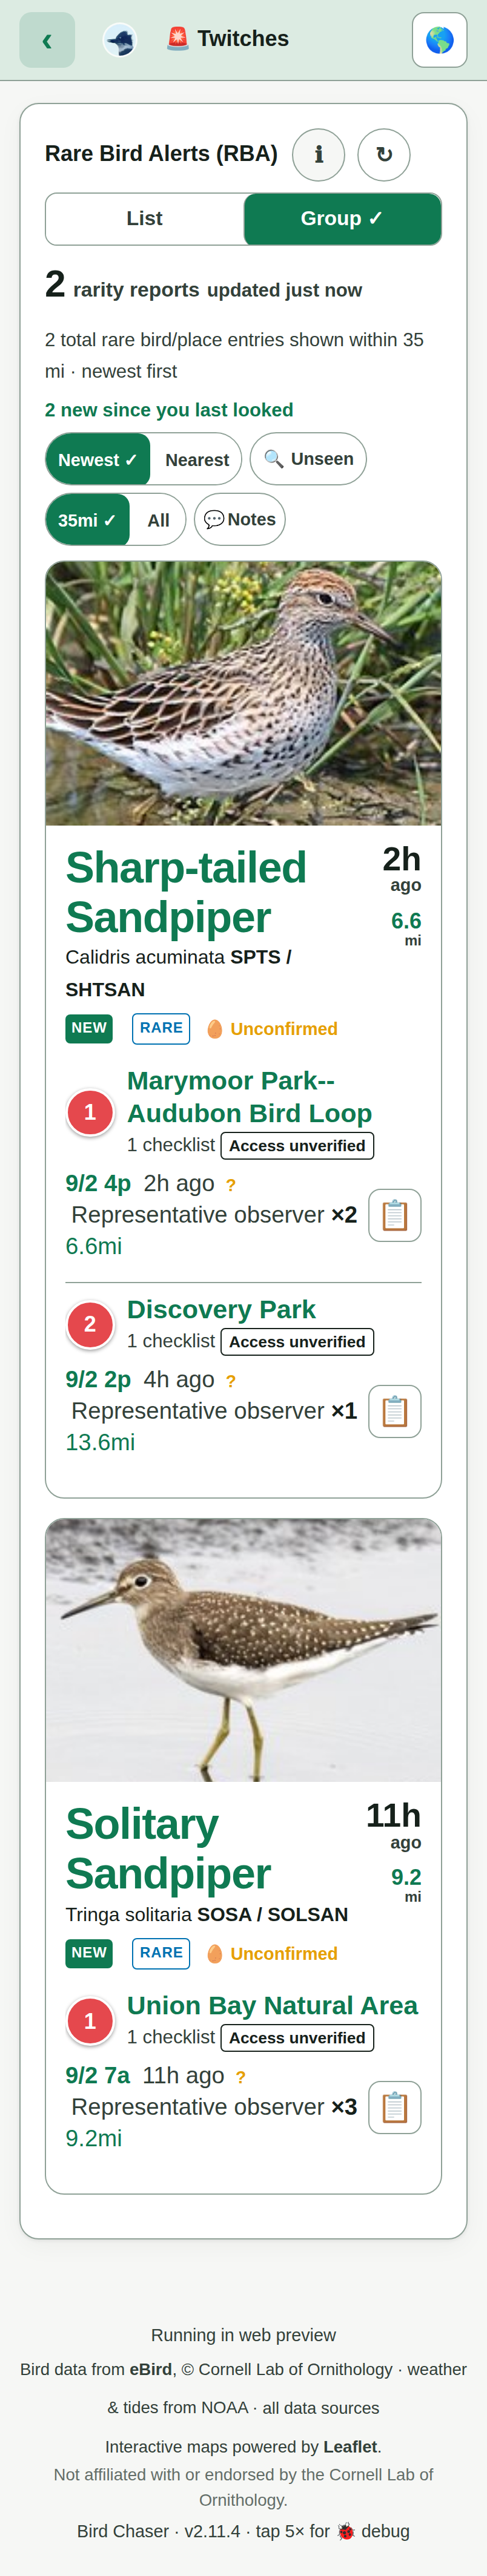 ‹ 🚨 Twitches 🌎
Rare Bird Alerts (RBA) ℹ ↻
List Group ✓
2 rarity reports updated just now
2 total rare bird/place entries shown within 35
mi · newest first
2 new since you last looked
Newest ✓ Nearest 🔍 Unseen
35mi ✓ All 💬 Notes
Sharp-tailed
Sandpiper
2h
ago
6.6
mi
Calidris acuminata SPTS /
SHTSAN
NEW RARE 🥚 Unconfirmed
1
Marymoor Park--
Audubon Bird Loop
1 checklist Access unverified
9/2 4p 2h ago ?
Representative observer ×2 📋
6.6mi
2
Discovery Park
1 checklist Access unverified
9/2 2p 4h ago ?
Representative observer ×1 📋
13.6mi
Solitary
Sandpiper
11h
ago
9.2
mi
Tringa solitaria SOSA / SOLSAN
NEW RARE 🥚 Unconfirmed
1
Union Bay Natural Area
1 checklist Access unverified
9/2 7a 11h ago ?
Representative observer ×3 📋
9.2mi
Running in web preview
Bird data from eBird, © Cornell Lab of Ornithology · weather
& tides from NOAA · all data sources
Interactive maps powered by Leaflet.
Not affiliated with or endorsed by the Cornell Lab of
Ornithology.
Bird Chaser · v2.11.4 · tap 5× for 🐞 debug